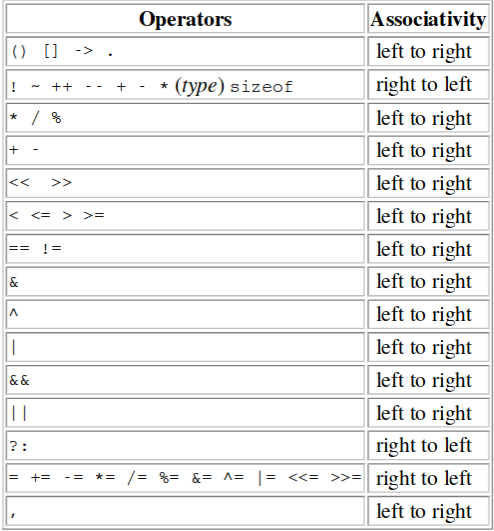 Operators Associativity
() [] -> . left to right
! ~ ++ -- + - * (type) sizeof right to left
* / % left to right
+ - left to right
<< >> left to right
< <= > >= left to right
== != left to right
& left to right
^ left to right
| left to right
&& left to right
|| left to right
?: right to left
= += -= *= /= %= &= ^= |= <<= >>= right to left
, left to right